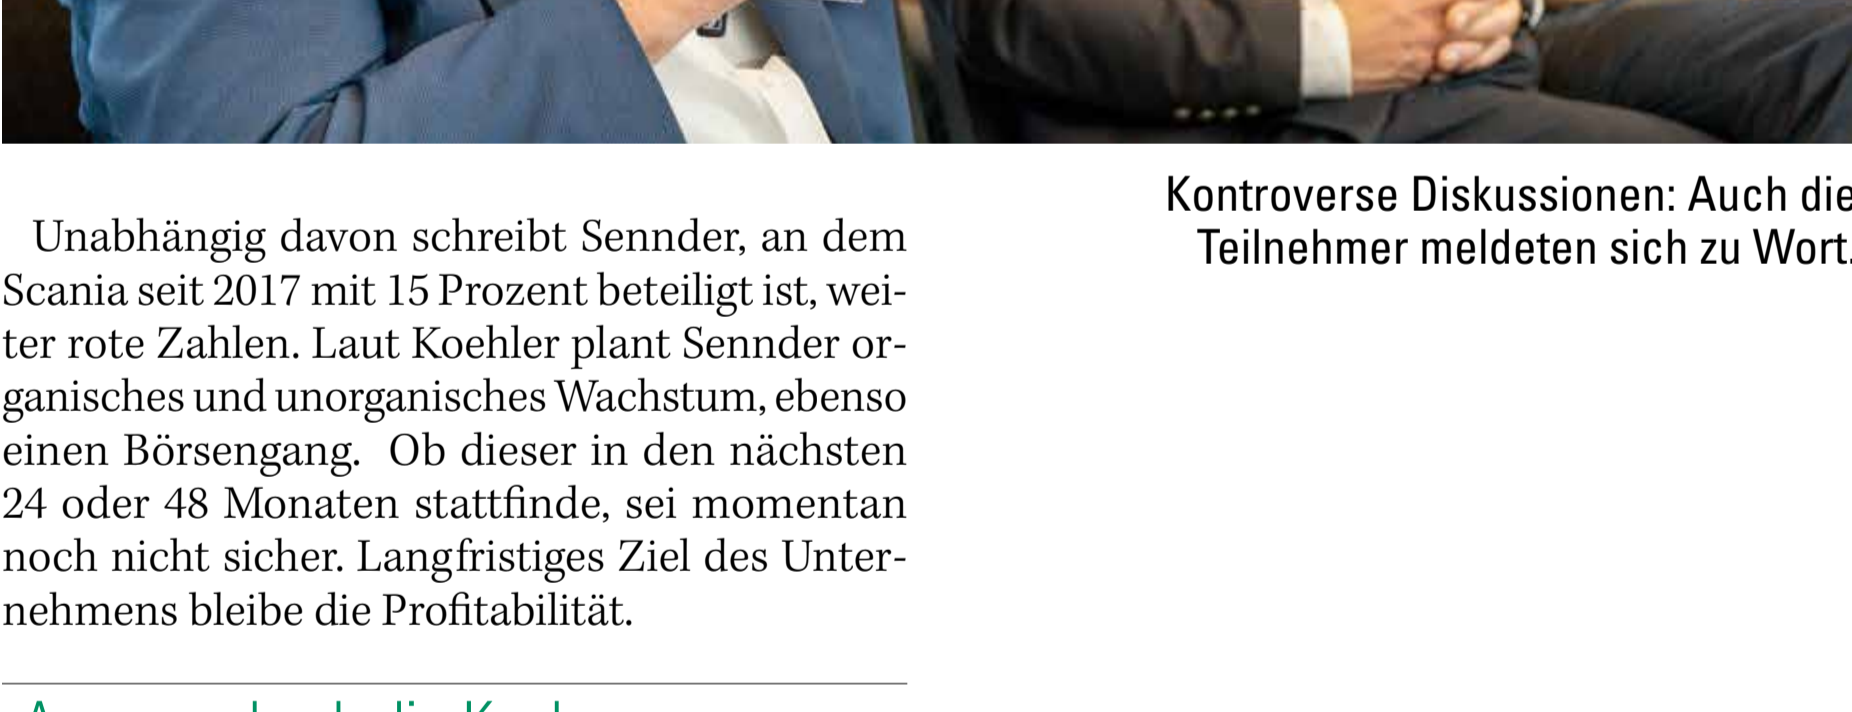 Unabhängig davon schreibt Sennder, an dem
Scania seit 2017 mit 15 Prozent beteiligt ist, wei-
ter rote Zahlen. Laut Koehler plant Sennder or-
ganisches und unorganisches Wachstum, ebenso
einen Börsengang. Ob dieser in den nächsten
24 oder 48 Monaten stattfinde, sei momentan
noch nicht sicher. Langfristiges Ziel des Unter-
nehmens bleibe die Profitabilität.
Kontroverse Diskussionen: Auch die
Teilnehmer meldeten sich zu Wort.